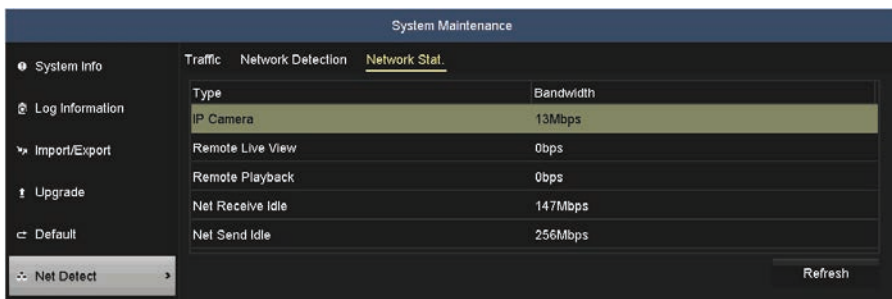 System Maintenance
System Info
Log Information
Import/Export
Upgrade
Default
Net Detect
Traffic Network Detection Network Stat.
Type Bandwidth
IP Camera 13Mbps
Remote Live View 0bps
Remote Playback 0bps
Net Receive Idle 147Mbps
Net Send Idle 256Mbps
Refresh